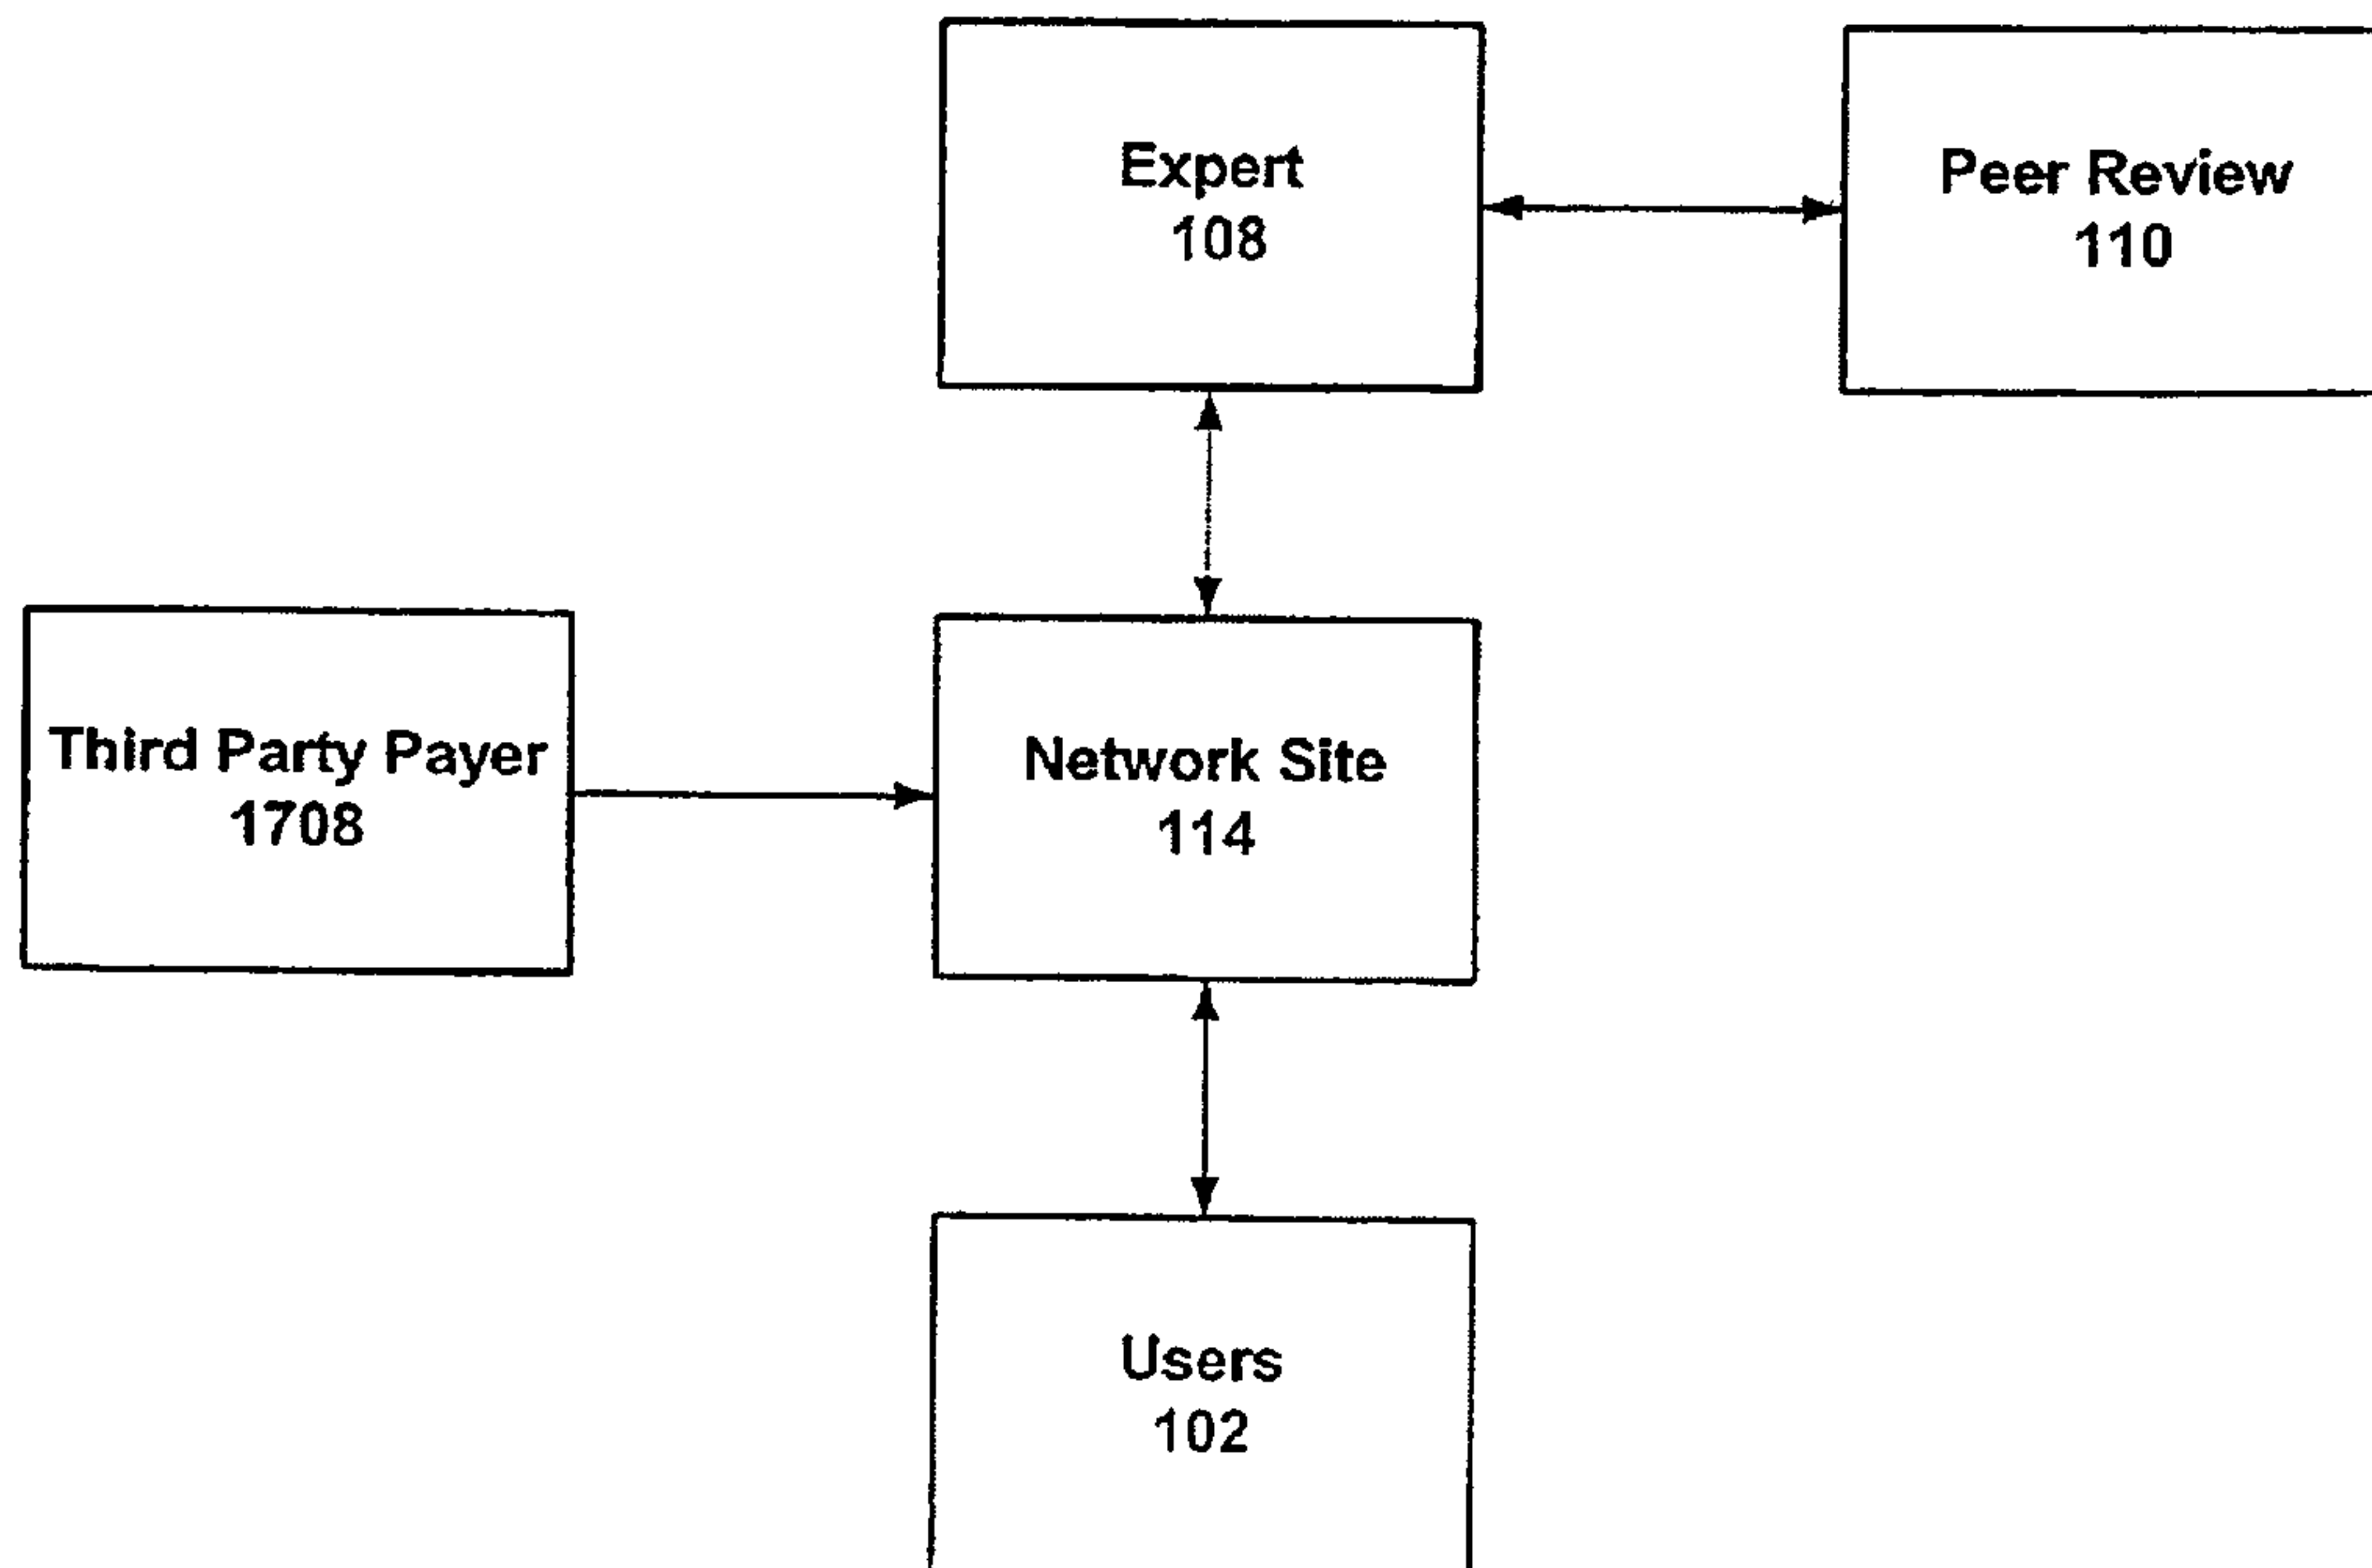 Expert
108
Peer Review
110
Third Party Payer
1708
Network Site
114
Users
102